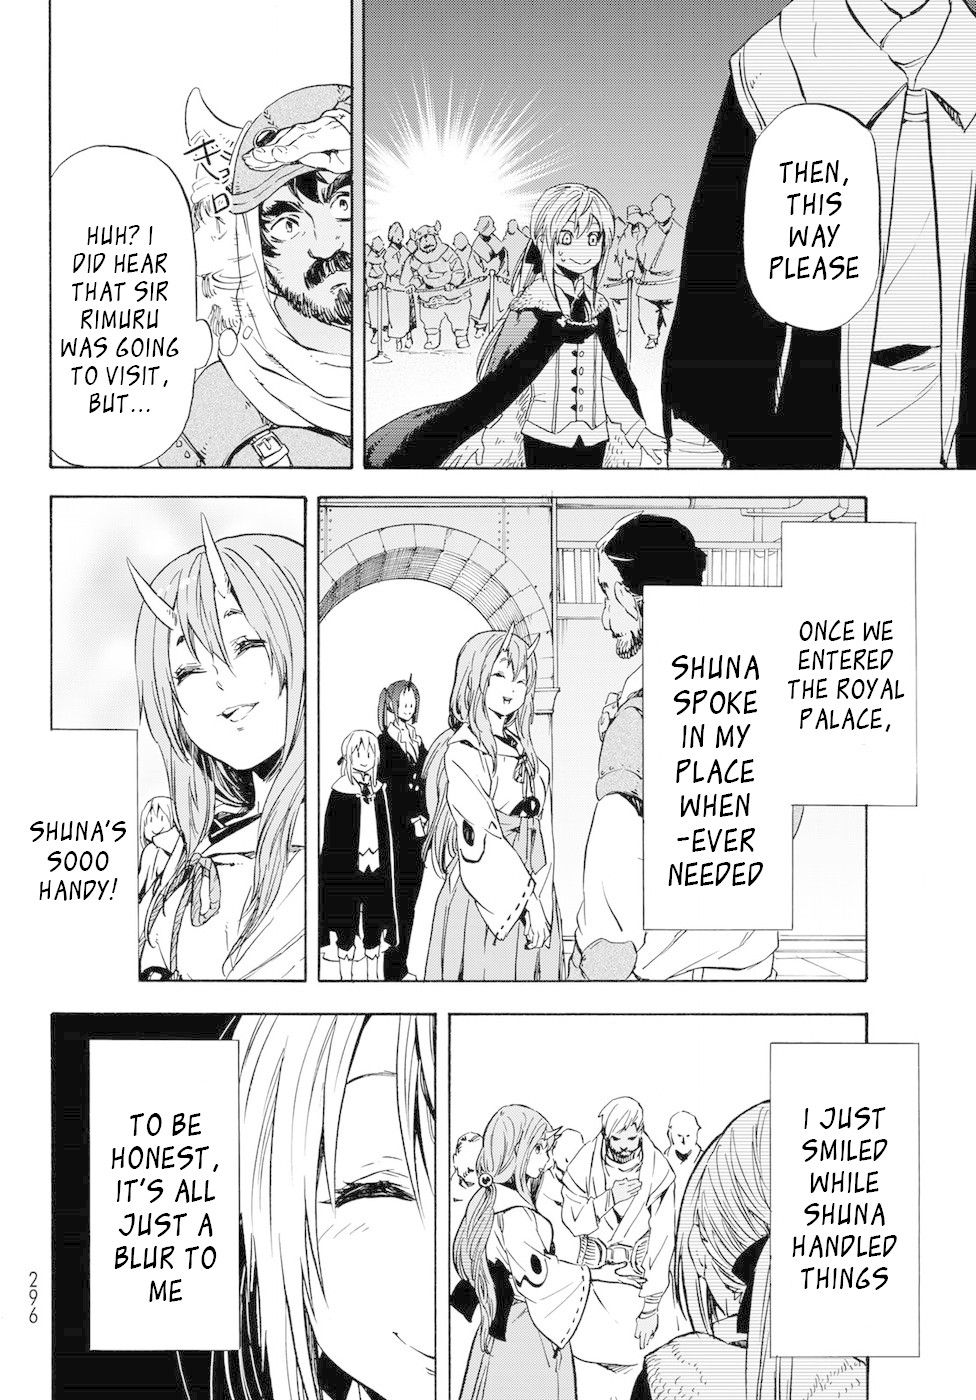 THEN,
THIS
WAY
PLEASE
HUH? I
DID HEAR
THAT SIR
RIMURU
WAS GOING
TO VISIT,
BUT...
ONCE WE
ENTERED
THE ROYAL
PALACE,
SHUNA
SPOKE
IN MY
PLACE
WHEN
-EVER
NEEDED
SHUNA'S
SOOO
HANDY!
I JUST
SMILED
WHILE
SHUNA
HANDLED
THINGS
TO BE
HONEST,
IT'S ALL
JUST A
BLUR TO
ME
296